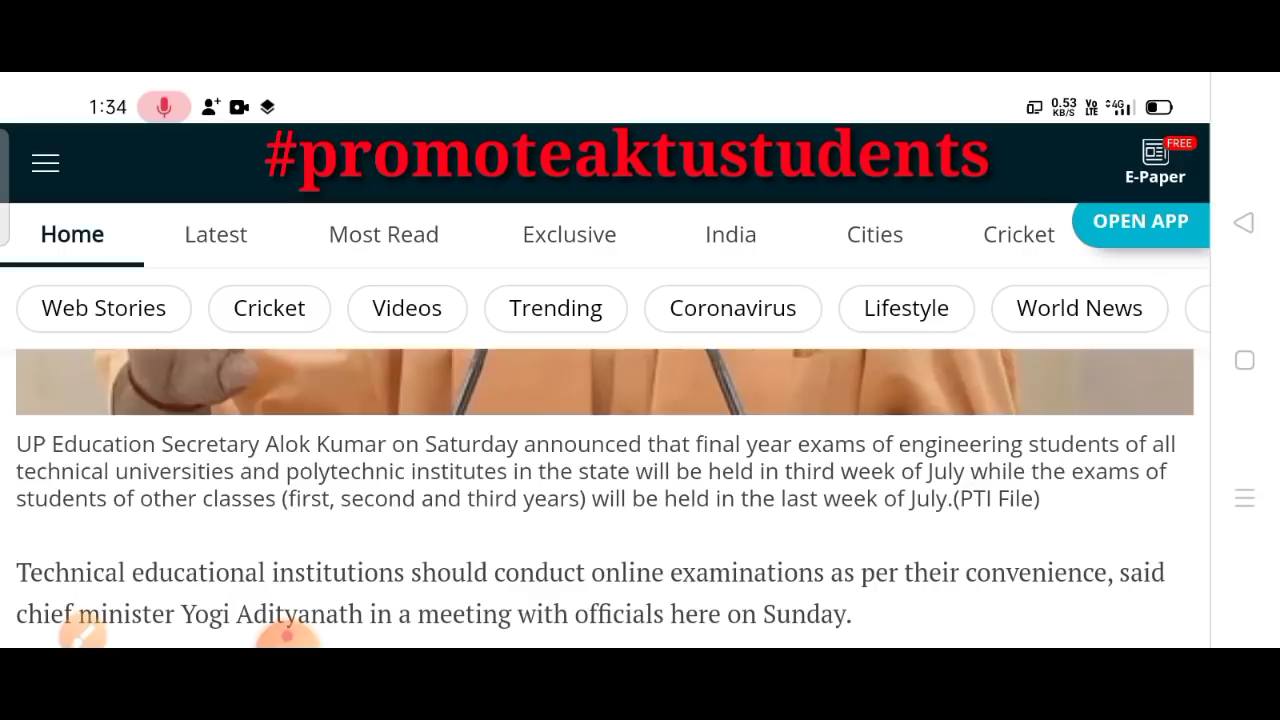 1:34
0.53 KB/S Vo LTE 4G
#promoteaktustudents
FREE
E-Paper
OPEN APP
Home Latest Most Read Exclusive India Cities Cricket
Web Stories Cricket Videos Trending Coronavirus Lifestyle World News
UP Education Secretary Alok Kumar on Saturday announced that final year exams of engineering students of all
technical universities and polytechnic institutes in the state will be held in third week of July while the exams of
students of other classes (first, second and third years) will be held in the last week of July.(PTI File)
Technical educational institutions should conduct online examinations as per their convenience, said
chief minister Yogi Adityanath in a meeting with officials here on Sunday.